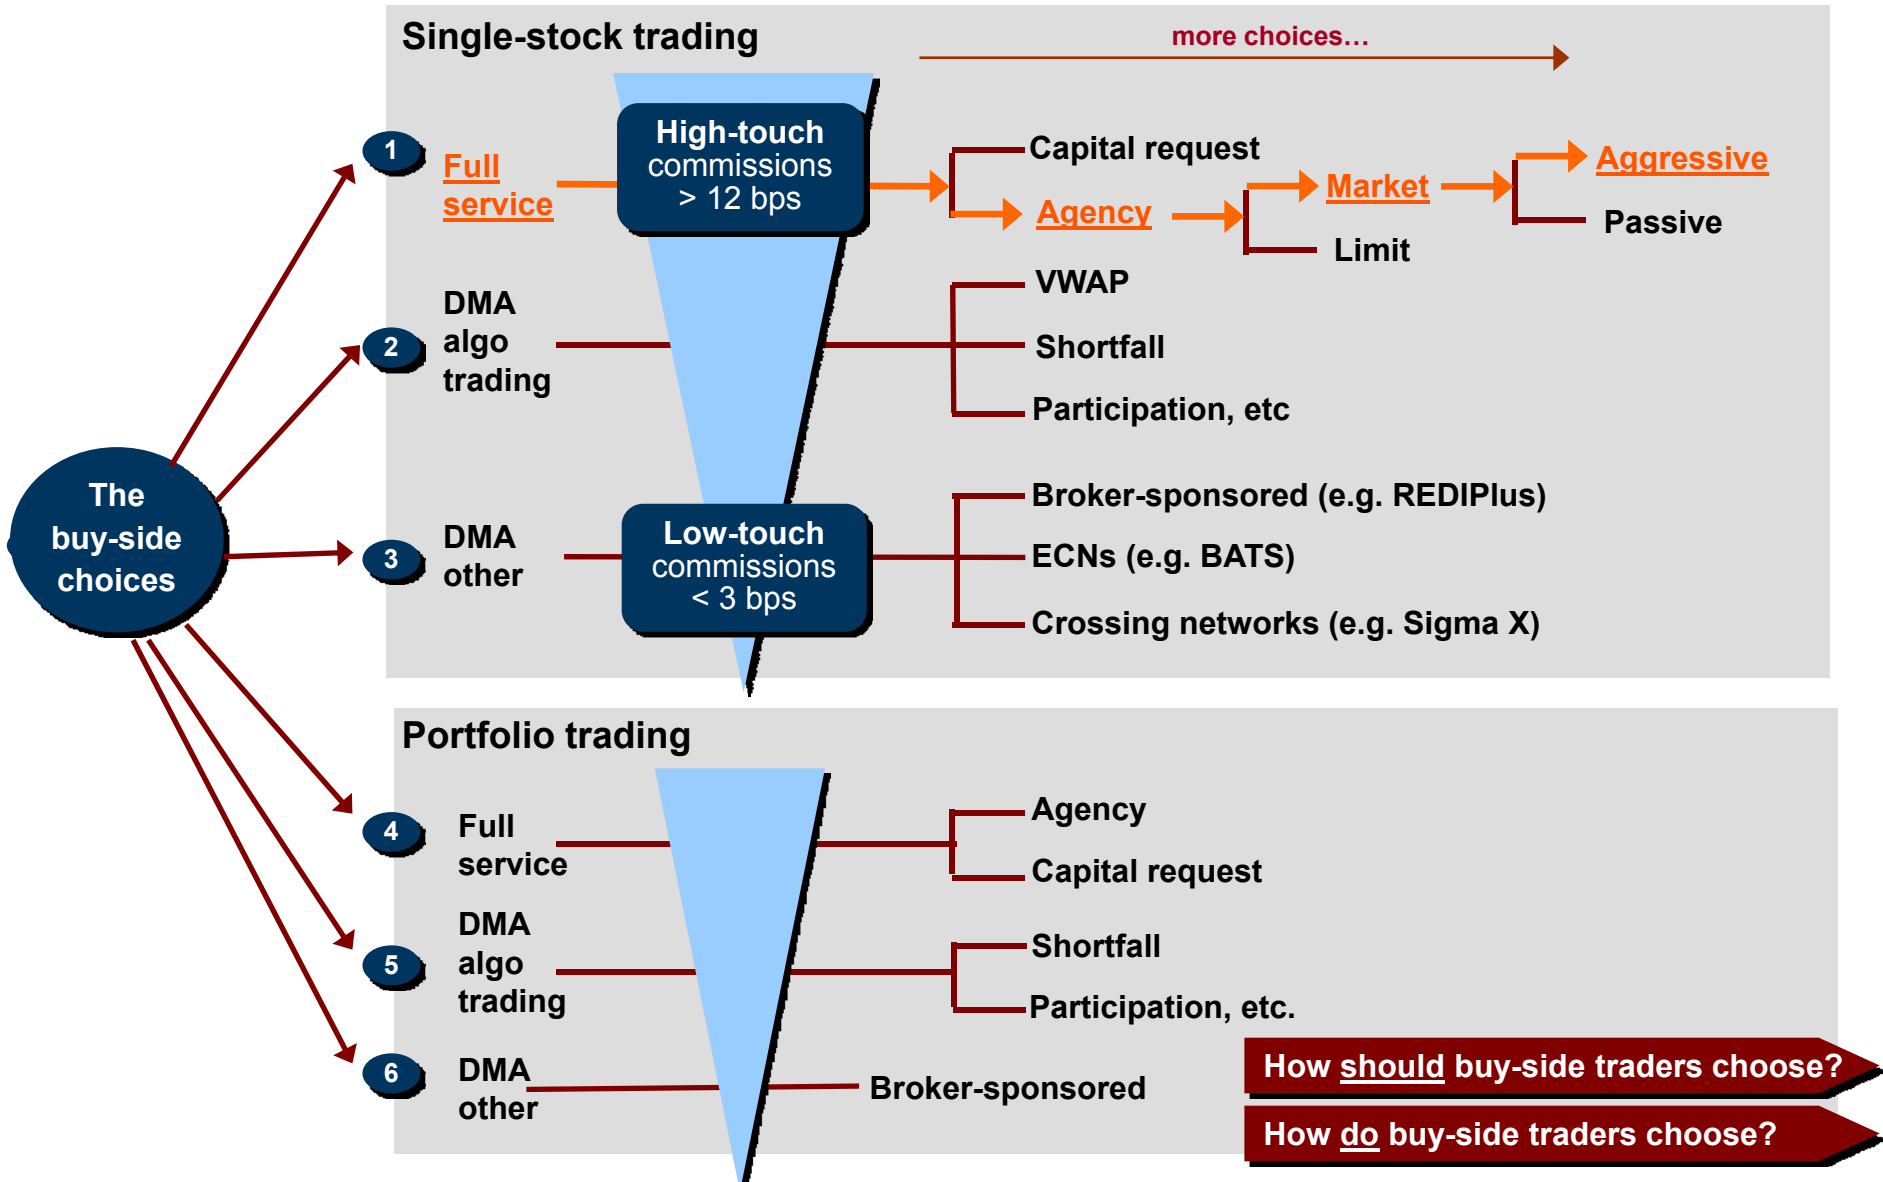 Single-stock trading
more choices…
The
buy-side
choices
1
Full
service
High-touch
commissions
> 12 bps
Capital request
Agency
Market
Limit
Aggressive
Passive
2
DMA
algo
trading
VWAP
Shortfall
Participation, etc
3
DMA
other
Low-touch
commissions
< 3 bps
Broker-sponsored (e.g. REDIPlus)
ECNs (e.g. BATS)
Crossing networks (e.g. Sigma X)
Portfolio trading
4
Full
service
Agency
Capital request
5
DMA
algo
trading
Shortfall
Participation, etc.
6
DMA
other
Broker-sponsored
How should buy-side traders choose?
How do buy-side traders choose?